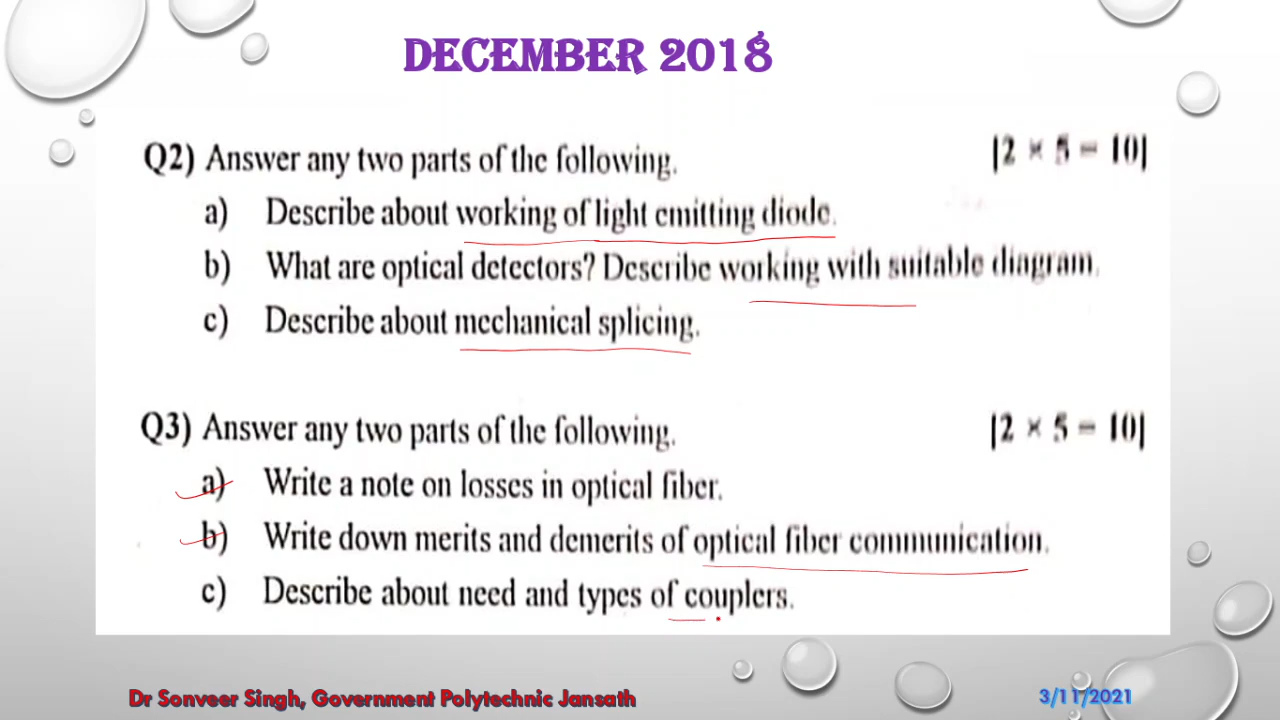 DECEMBER 2018
Q2) Answer any two parts of the following. [2 × 5 = 10]
a) Describe about working of light emitting diode.
b) What are optical detectors? Describe working with suitable diagram.
c) Describe about mechanical splicing.
Q3) Answer any two parts of the following. [2 × 5 = 10]
a) Write a note on losses in optical fiber.
b) Write down merits and demerits of optical fiber communication.
c) Describe about need and types of couplers.
Dr Sonveer Singh, Government Polytechnic Jansath 3/11/2021